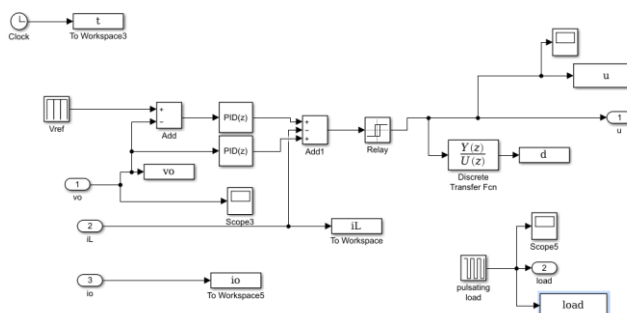 t
Clock
To Workspace3
Vref
+
−
Add
PID(z)
PID(z)
+
−
+
Add1
Relay
u
1
u
Y(z)
U(z)
Discrete
Transfer Fcn
d
vo
1
vo
Scope3
2
iL
iL
To Workspace
3
io
io
To Workspace5
Scope5
pulsating
load
2
load
load